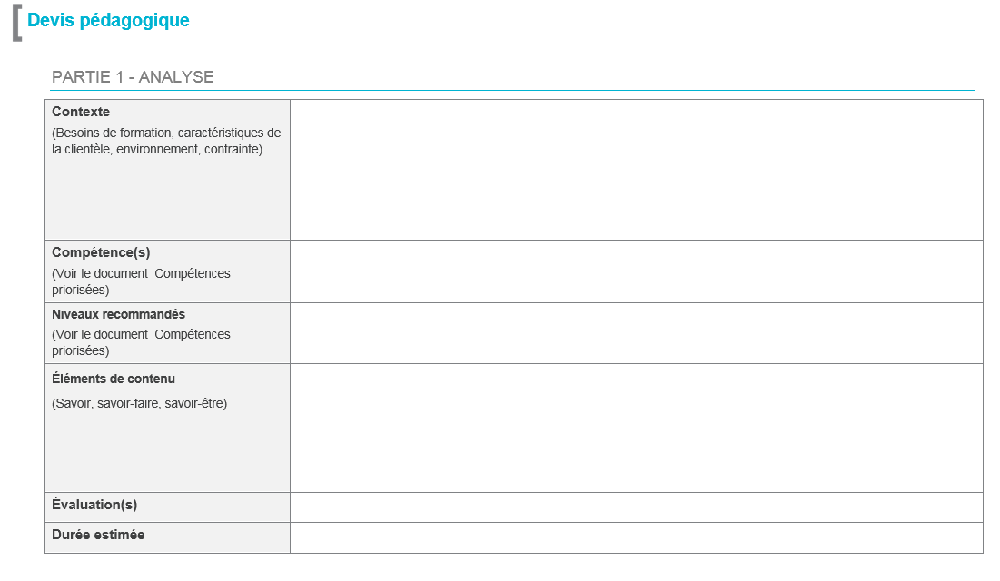 Devis pédagogique
PARTIE 1 - ANALYSE
Contexte
(Besoins de formation, caractéristiques de
la clientèle, environnement, contrainte)
Compétence(s)
(Voir le document  Compétences
priorisées)
Niveaux recommandés
(Voir le document  Compétences
priorisées)
Éléments de contenu
(Savoir, savoir-faire, savoir-être)
Évaluation(s)
Durée estimée